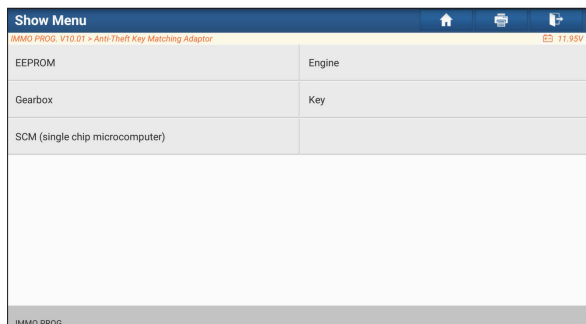 Show Menu
IMMO PROG. V10.01 > Anti-Theft Key Matching Adaptor 11.95V
EEPROM Engine
Gearbox Key
SCM (single chip microcomputer)
IMMO PROG